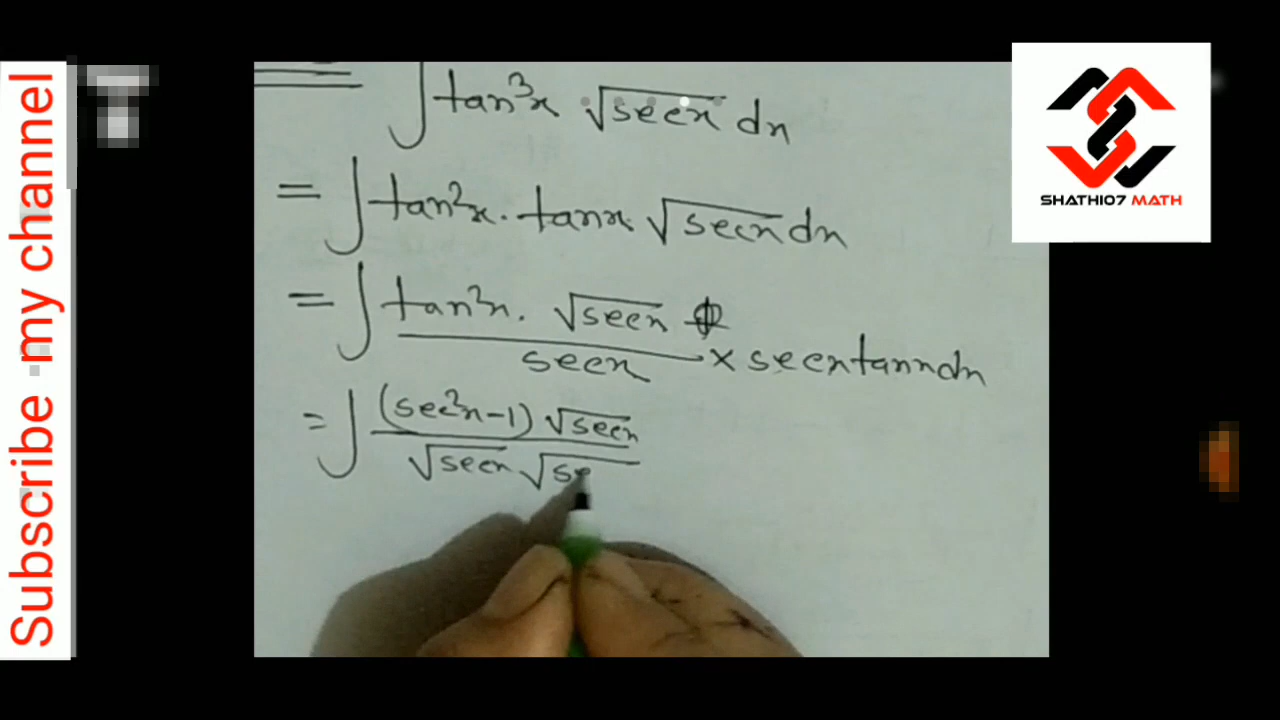 Subscribe my channel
∫tan³x √secx dx
SHATHI07 MATH
= ∫tan²x. tanx √secx dx
= ∫ tan²x. √secx
secx × secx tanx dx
= ∫ (sec²x-1) √secx
√secx √se